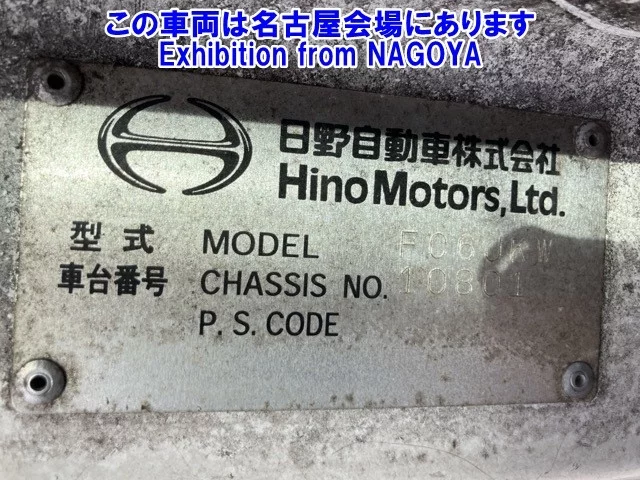 この車両は名古屋会場にあります
Exhibition from NAGOYA
日野自動車株式会社
Hino Motors, Ltd.
型式 MODEL
車台番号 CHASSIS NO. 10801
P. S. CODE